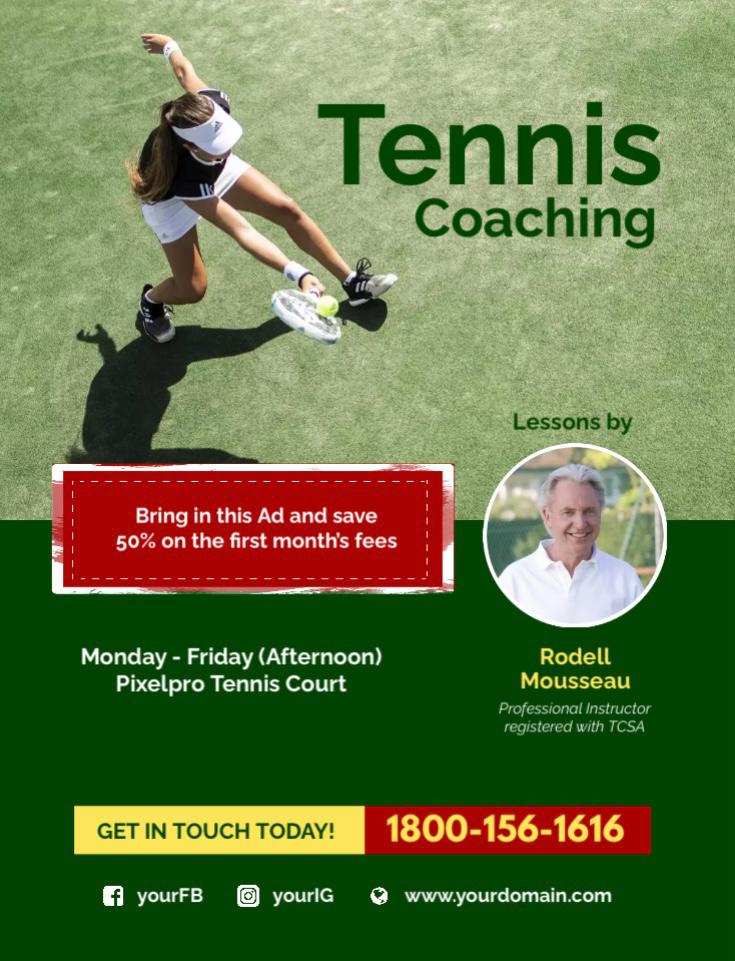 Tennis
Coaching
Lessons by
Bring in this Ad and save
50% on the first month's fees
Monday - Friday (Afternoon)
Pixelpro Tennis Court
Rodell
Mousseau
Professional Instructor
registered with TCSA
GET IN TOUCH TODAY! 1800-156-1616
yourFB yourIG www.yourdomain.com